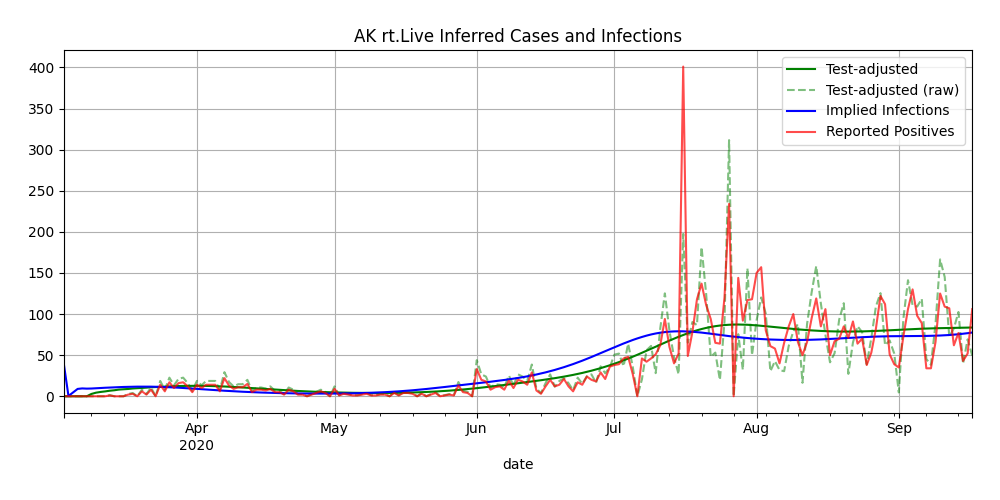 AK rt.Live Inferred Cases and Infections
400
350
300
250
200
150
100
50
0
Test-adjusted
Test-adjusted (raw)
Implied Infections
Reported Positives
Apr
2020
May
Jun
Jul
Aug
Sep
date